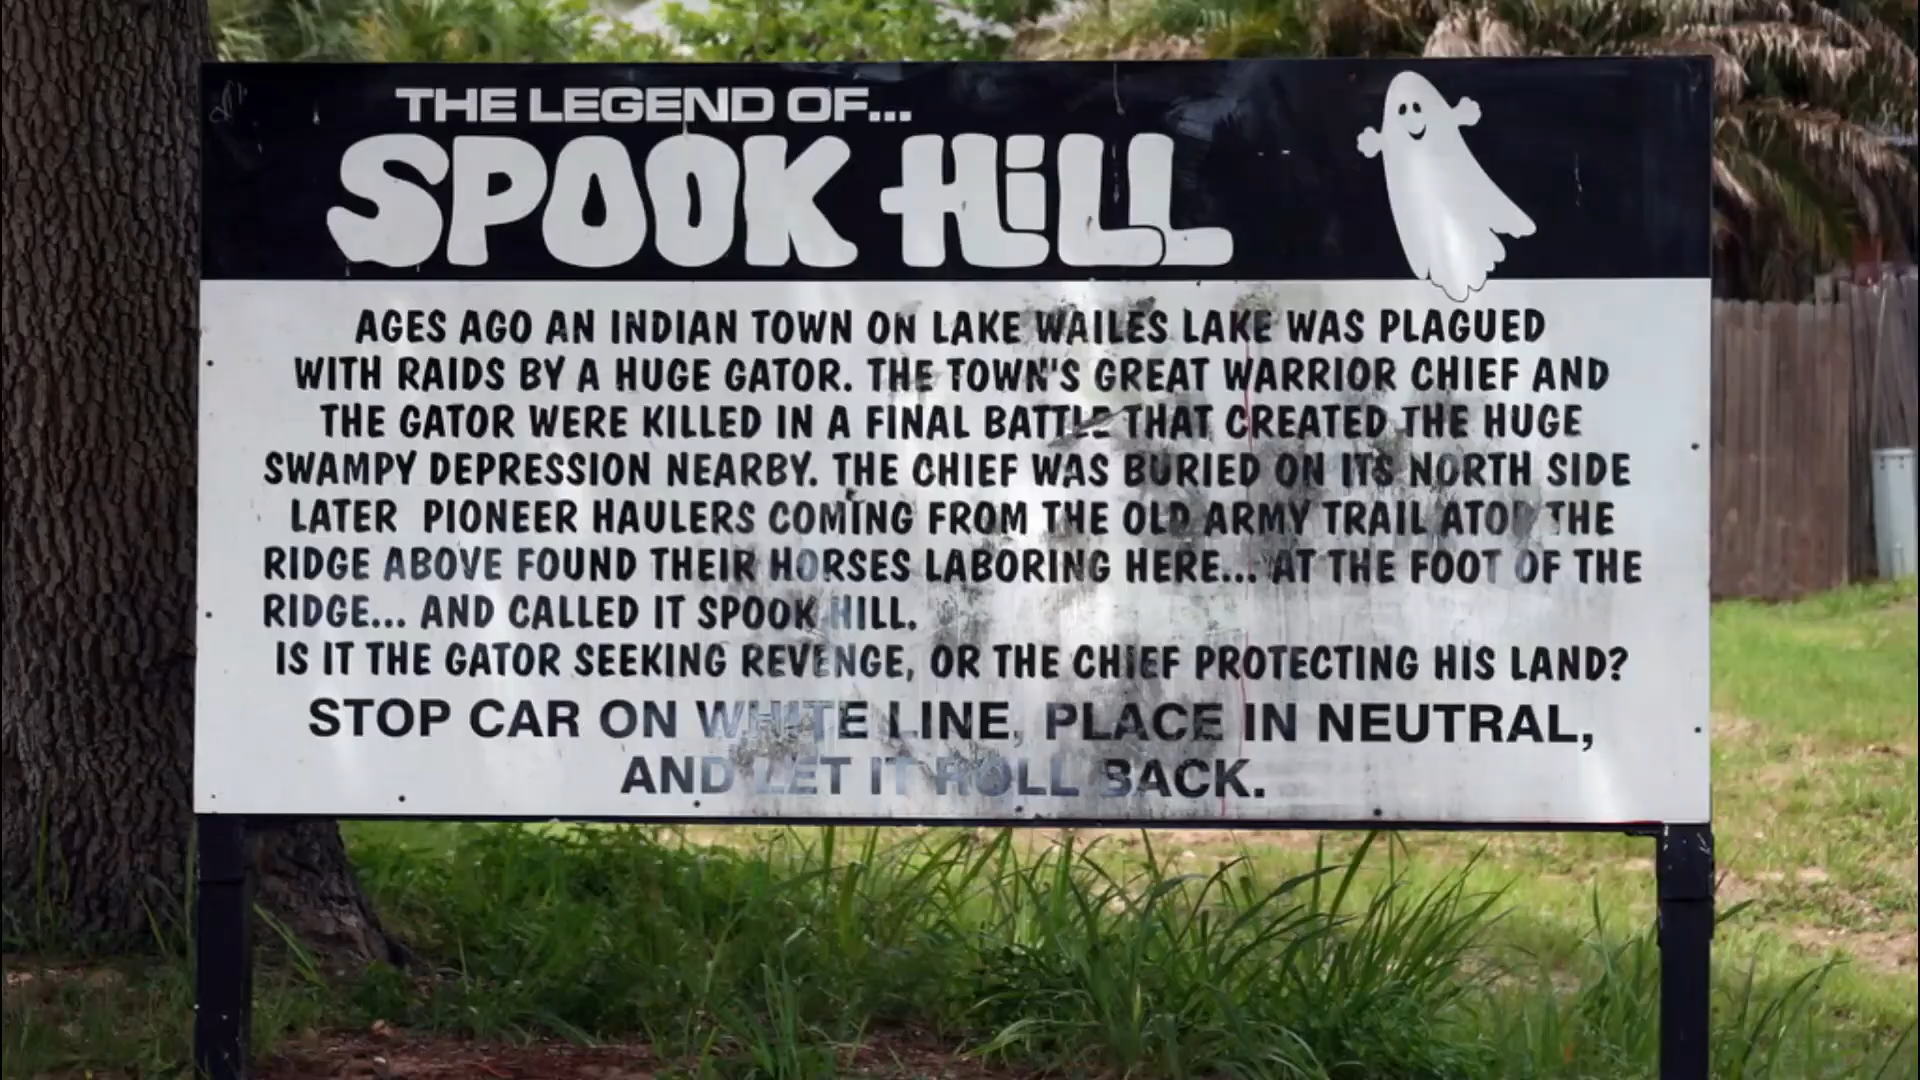 THE LEGEND OF...
SPOOK HiLL
AGES AGO AN INDIAN TOWN ON LAKE WAILES LAKE WAS PLAGUED
WITH RAIDS BY A HUGE GATOR. THE TOWN'S GREAT WARRIOR CHIEF AND
THE GATOR WERE KILLED IN A FINAL BATTLE THAT CREATED THE HUGE
SWAMPY DEPRESSION NEARBY. THE CHIEF WAS BURIED ON ITS NORTH SIDE
LATER PIONEER HAULERS COMING FROM THE OLD ARMY TRAIL ATOP THE
RIDGE ABOVE FOUND THEIR HORSES LABORING HERE... AT THE FOOT OF THE
RIDGE... AND CALLED IT SPOOK HILL.
IS IT THE GATOR SEEKING REVENGE, OR THE CHIEF PROTECTING HIS LAND?
STOP CAR ON WHITE LINE, PLACE IN NEUTRAL,
AND LET IT ROLL BACK.